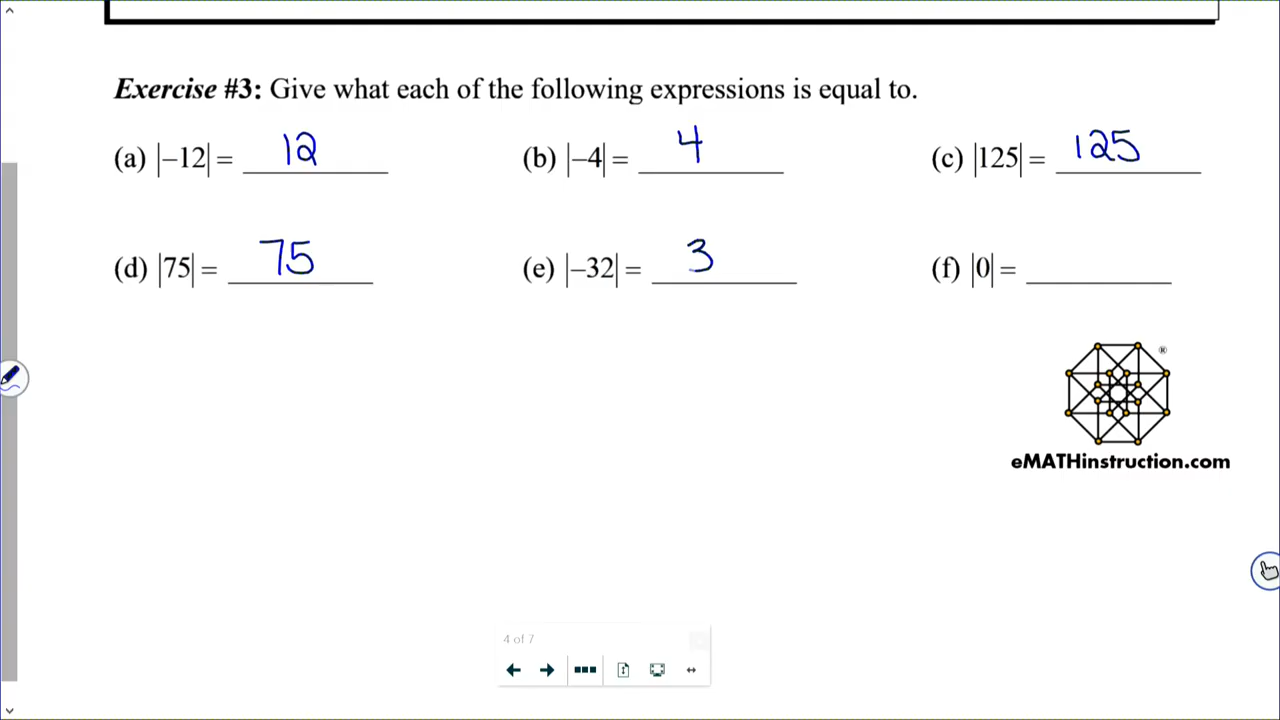 Exercise #3: Give what each of the following expressions is equal to.
(a) |−12| = 12 (b) |−4| = 4 (c) |125| = 125
(d) |75| = 75 (e) |−32| = 3 (f) |0| =
®
eMATHinstruction.com
4 of 7